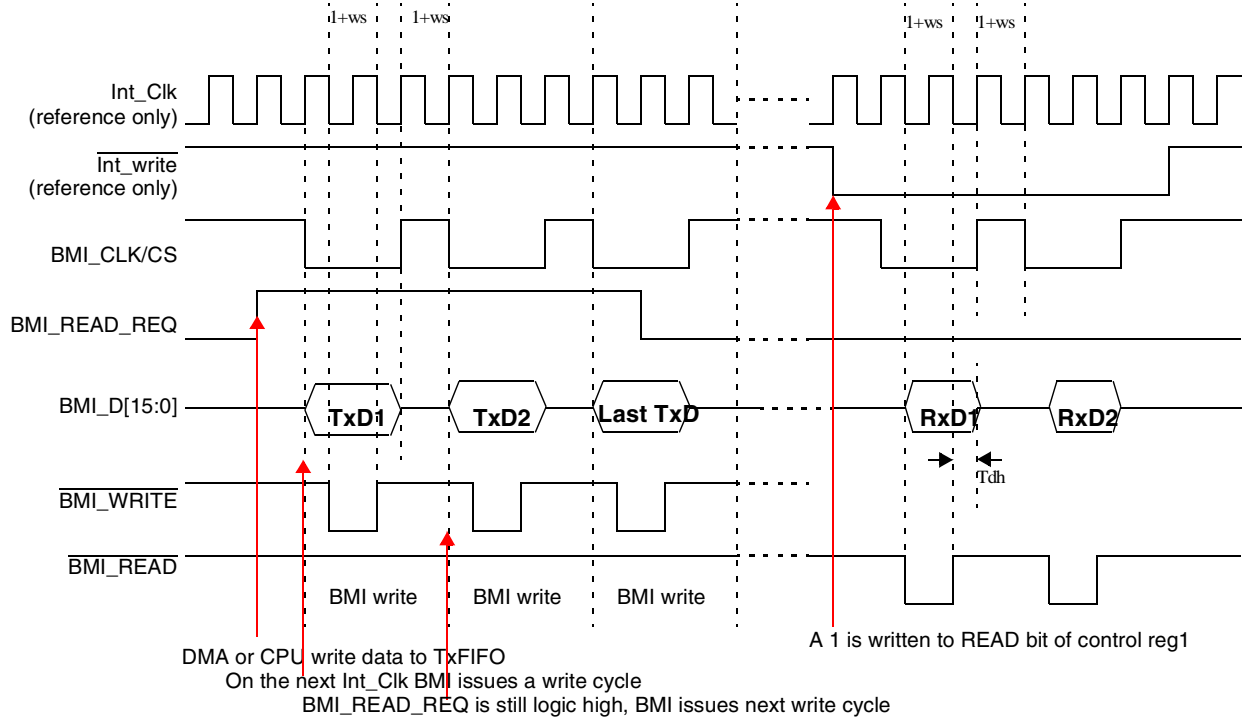 1+ws 1+ws 1+ws 1+ws
Int_Clk
(reference only)
Int_write
(reference only)
BMI_CLK/CS
BMI_READ_REQ
BMI_D[15:0] TxD1 TxD2 Last TxD RxD1 RxD2
Tdh
BMI_WRITE
BMI_READ
BMI write BMI write BMI write
A 1 is written to READ bit of control reg1
DMA or CPU write data to TxFIFO
On the next Int_Clk BMI issues a write cycle
BMI_READ_REQ is still logic high, BMI issues next write cycle